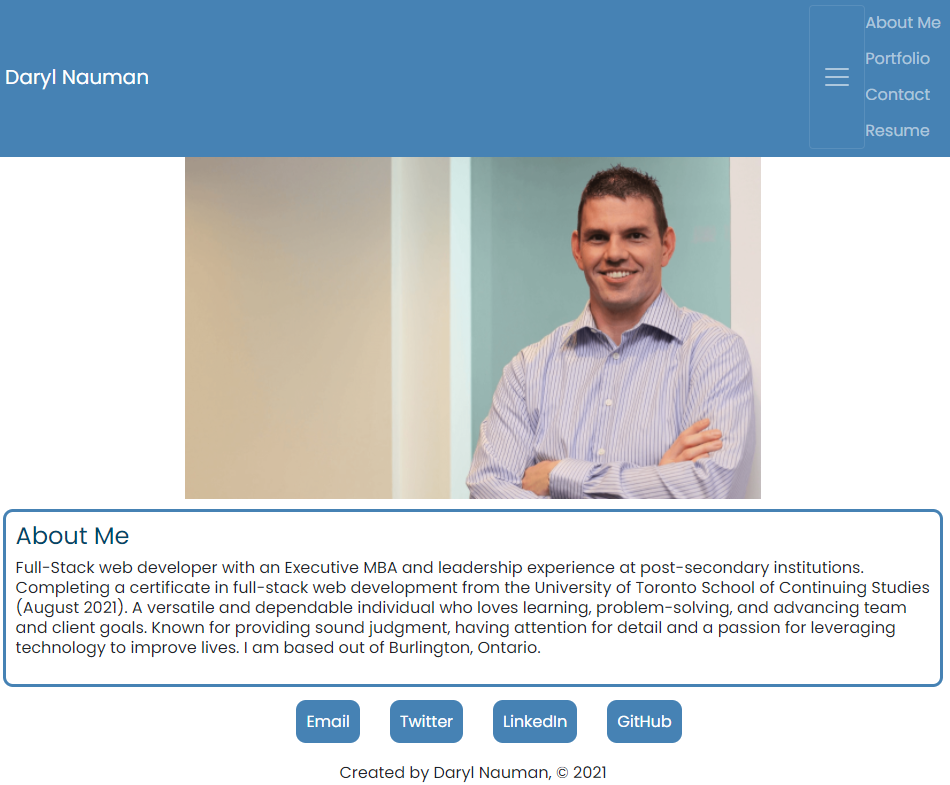 Daryl Nauman
About Me
Portfolio
Contact
Resume
About Me
Full-Stack web developer with an Executive MBA and leadership experience at post-secondary institutions.
Completing a certificate in full-stack web development from the University of Toronto School of Continuing Studies
(August 2021). A versatile and dependable individual who loves learning, problem-solving, and advancing team
and client goals. Known for providing sound judgment, having attention for detail and a passion for leveraging
technology to improve lives. I am based out of Burlington, Ontario.
Email Twitter LinkedIn GitHub
Created by Daryl Nauman, © 2021